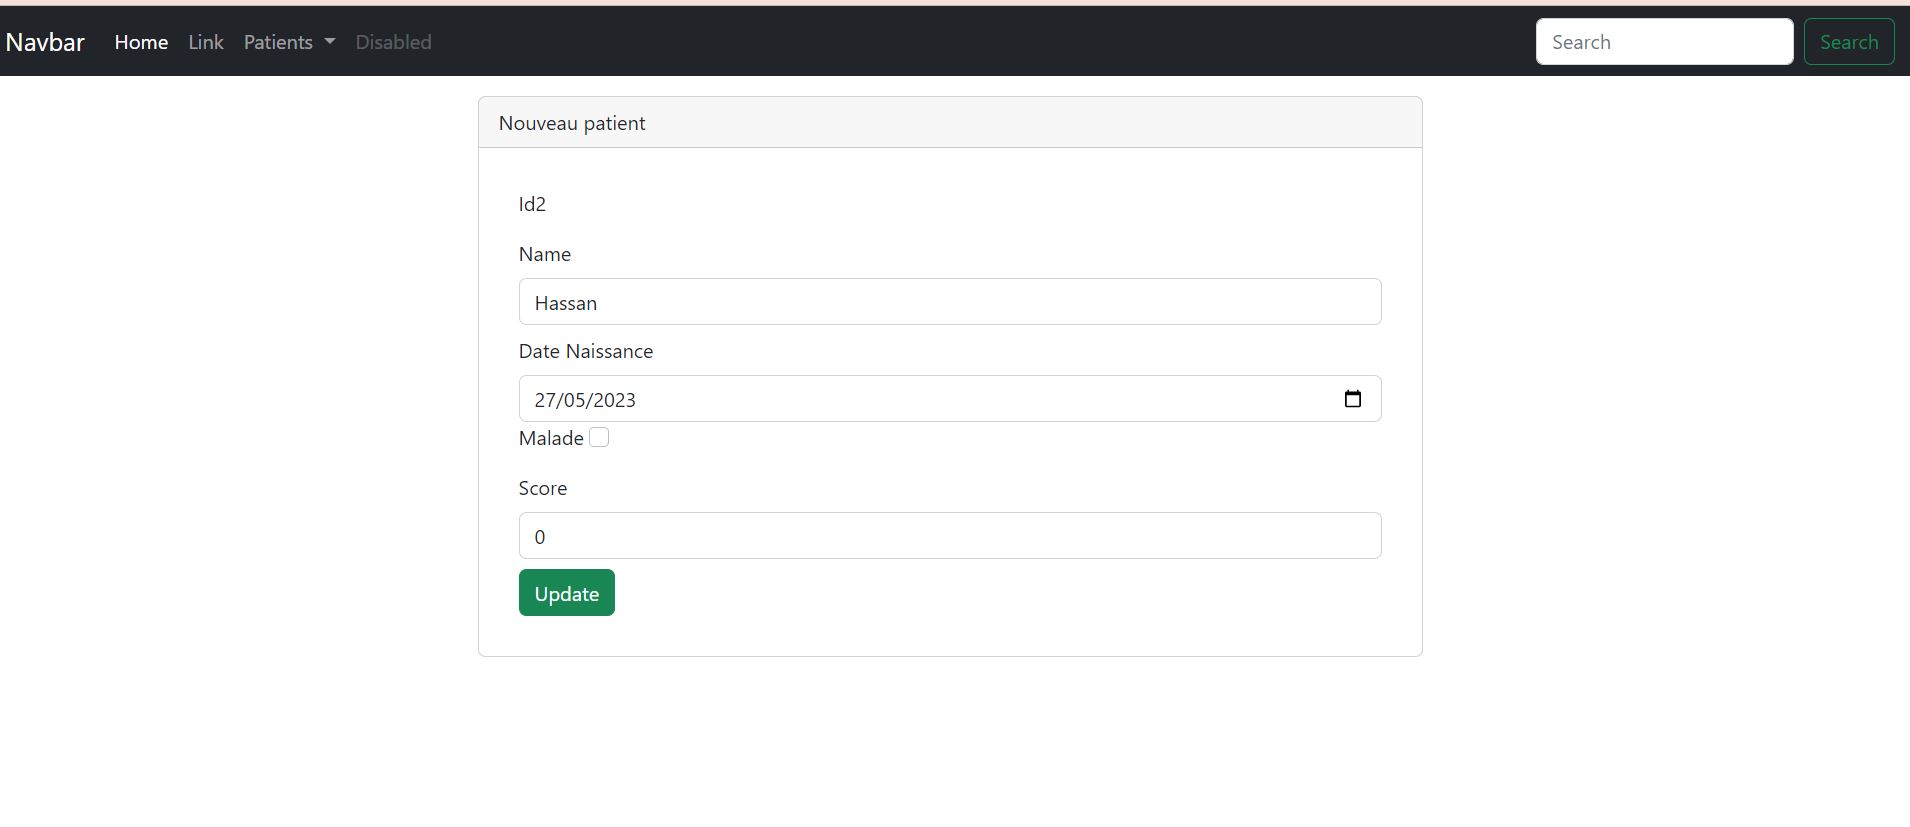 Navbar Home Link Patients Disabled Search Search
Nouveau patient
Id2
Name
Hassan
Date Naissance
27/05/2023
Malade
Score
0
Update